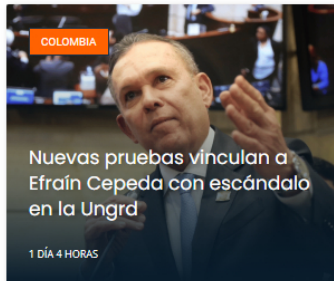 COLOMBIA
Nuevas pruebas vinculan a
Efraín Cepeda con escándalo
en la Ungrd
1 DÍA 4 HORAS